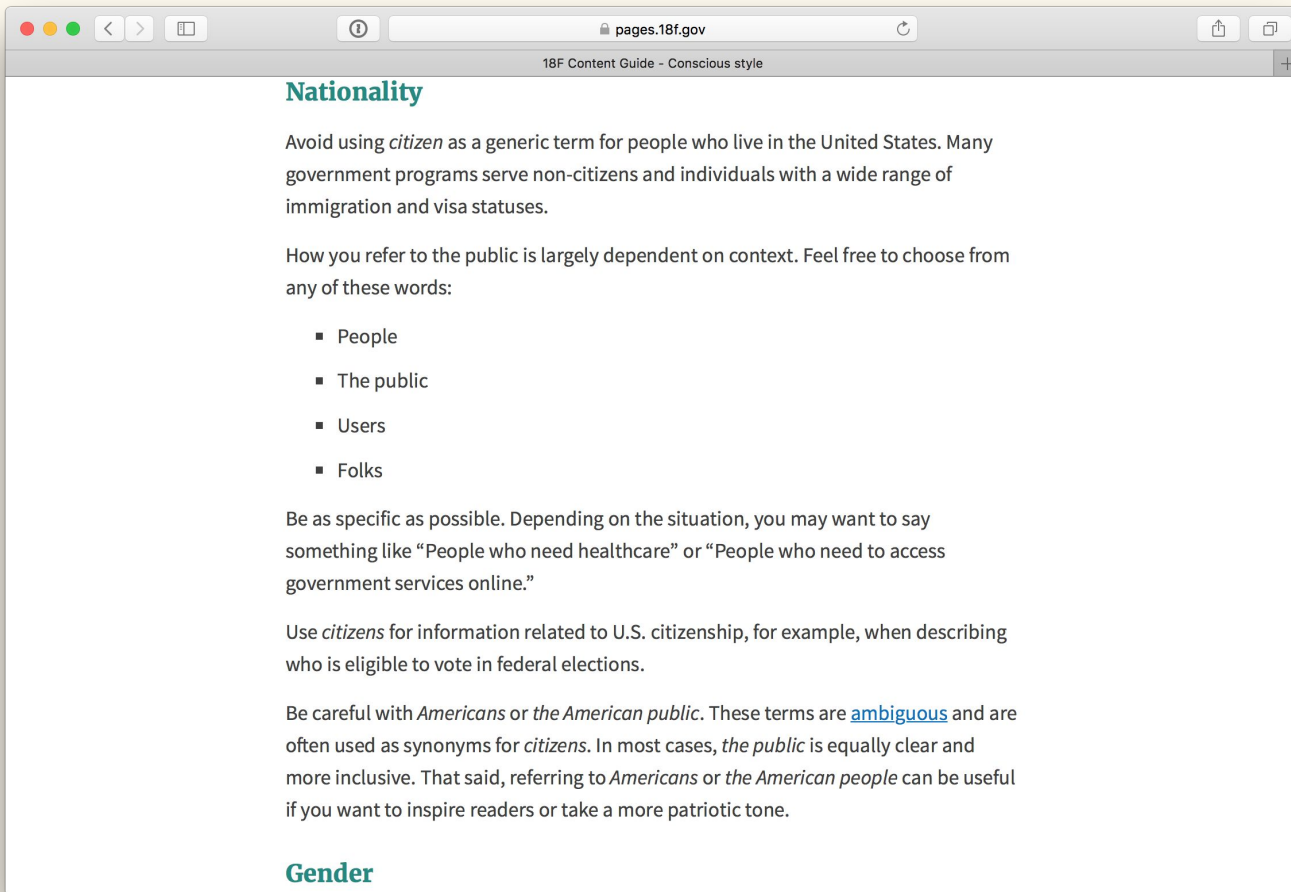 pages.18f.gov
18F Content Guide - Conscious style
Nationality
Avoid using citizen as a generic term for people who live in the United States. Many
government programs serve non-citizens and individuals with a wide range of
immigration and visa statuses.
How you refer to the public is largely dependent on context. Feel free to choose from
any of these words:
▪ People
▪ The public
▪ Users
▪ Folks
Be as specific as possible. Depending on the situation, you may want to say
something like “People who need healthcare” or “People who need to access
government services online.”
Use citizens for information related to U.S. citizenship, for example, when describing
who is eligible to vote in federal elections.
Be careful with Americans or the American public. These terms are ambiguous and are
often used as synonyms for citizens. In most cases, the public is equally clear and
more inclusive. That said, referring to Americans or the American people can be useful
if you want to inspire readers or take a more patriotic tone.
Gender